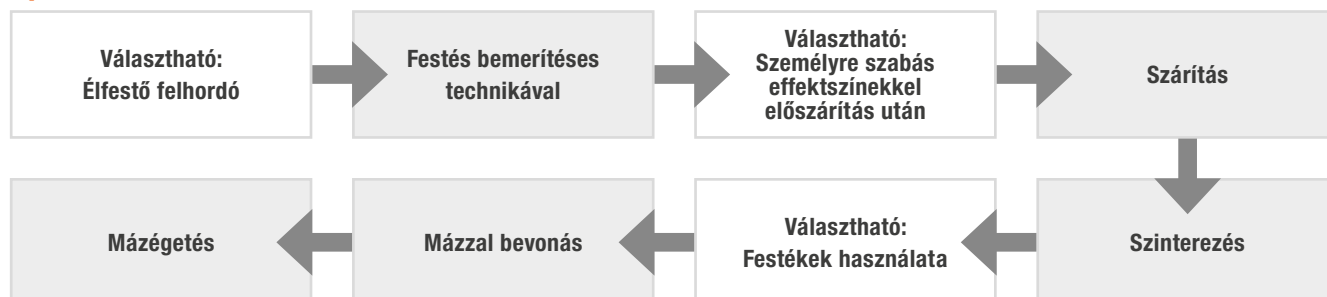 Választható:
Élfestő felhordó
Festés bemerítéses
technikával
Választható:
Személyre szabás
effektszínekkel
előszárítás után
Szárítás
Szinterezés
Választható:
Festékek használata
Mázzal bevonás
Mázégetés